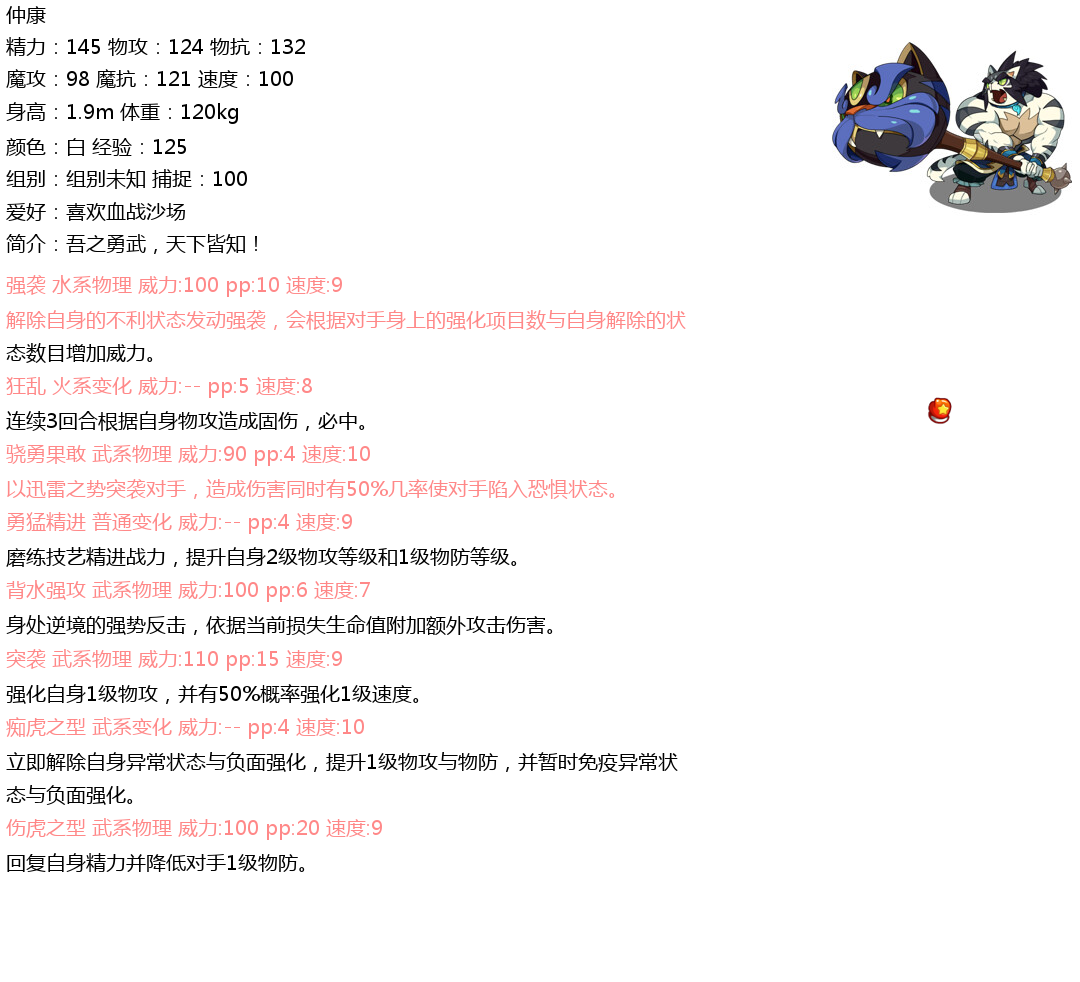 仲康
精力：145 物攻：124 物抗：132
魔攻：98 魔抗：121 速度：100
身高：1.9m 体重：120kg
颜色：白 经验：125
组别：组别未知 捕捉：100
爱好：喜欢血战沙场
简介：吾之勇武，天下皆知！
强袭 水系物理 威力:100 pp:10 速度:9
解除自身的不利状态发动强袭，会根据对手身上的强化项目数与自身解除的状
态数目增加威力。
狂乱 火系变化 威力:-- pp:5 速度:8
连续3回合根据自身物攻造成固伤，必中。
骁勇果敢 武系物理 威力:90 pp:4 速度:10
以迅雷之势突袭对手，造成伤害同时有50%几率使对手陷入恐惧状态。
勇猛精进 普通变化 威力:-- pp:4 速度:9
磨练技艺精进战力，提升自身2级物攻等级和1级物防等级。
背水强攻 武系物理 威力:100 pp:6 速度:7
身处逆境的强势反击，依据当前损失生命值附加额外攻击伤害。
突袭 武系物理 威力:110 pp:15 速度:9
强化自身1级物攻，并有50%概率强化1级速度。
痴虎之型 武系变化 威力:-- pp:4 速度:10
立即解除自身异常状态与负面强化，提升1级物攻与物防，并暂时免疫异常状
态与负面强化。
伤虎之型 武系物理 威力:100 pp:20 速度:9
回复自身精力并降低对手1级物防。